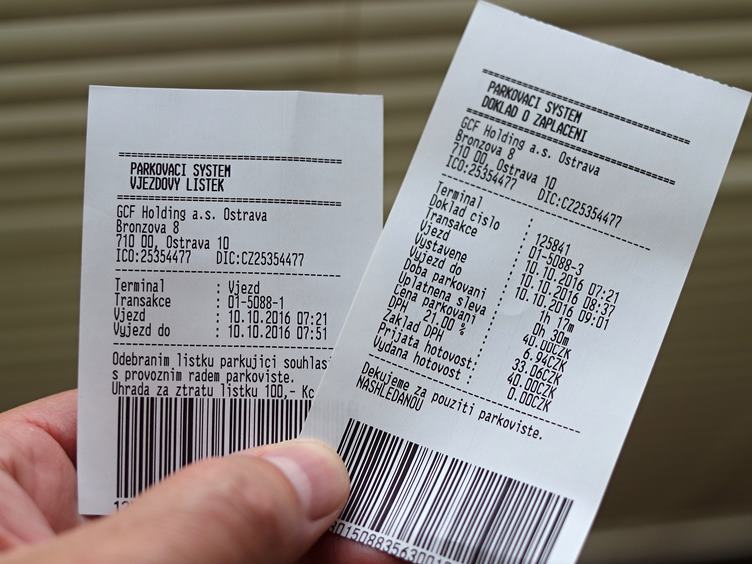 PARKOVACI SYSTEM
VJEZDOVY LISTEK
GCF Holding a.s. Ostrava
Bronzova 8
710 00, Ostrava 10
ICO:25354477 DIC:CZ25354477
Terminal : Vjezd
Transakce : 01-5088-1
Vjezd : 10.10.2016 07:21
Vyjezd do : 10.10.2016 07:51
Odebranim listku parkujici souhlasi
s provoznim radem parkoviste.
Uhrada za ztratu listku 100,- Kc
PARKOVACI SYSTEM
DOKLAD O ZAPLACENI
GCF Holding a.s. Ostrava
Bronzova 8
710 00, Ostrava 10
ICO:25354477 DIC:CZ25354477
Terminal :
Doklad cislo : 125841
Transakce : 01-5088-3
Vjezd : 10.10.2016 07:21
Vystavene : 10.10.2016 08:37
Vyjezd do : 10.10.2016 09:01
Doba parkovani : 1h 17m
Uplatnena sleva : 0h 30m
Cena parkovani : 40.00CZK
DPH 21,00 % : 6.94CZK
Zaklad DPH : 33.06CZK
Prijata hotovost: 40.00CZK
Vydana hotovost : 0.00CZK
Dekujeme za pouziti parkoviste.
NASHLEDANOU